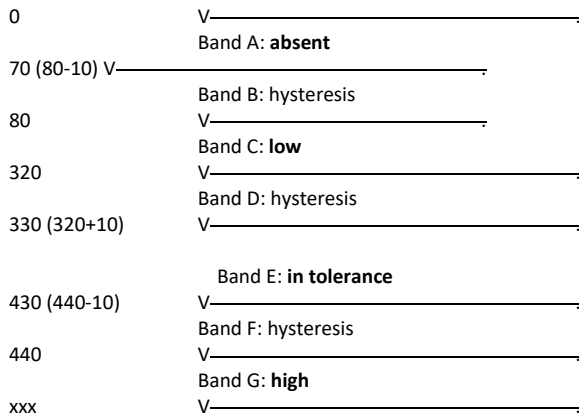 0 V
Band A: absent
70 (80-10) V
Band B: hysteresis
80 V
Band C: low
320 V
Band D: hysteresis
330 (320+10) V
Band E: in tolerance
430 (440-10) V
Band F: hysteresis
440 V
Band G: high
xxx V